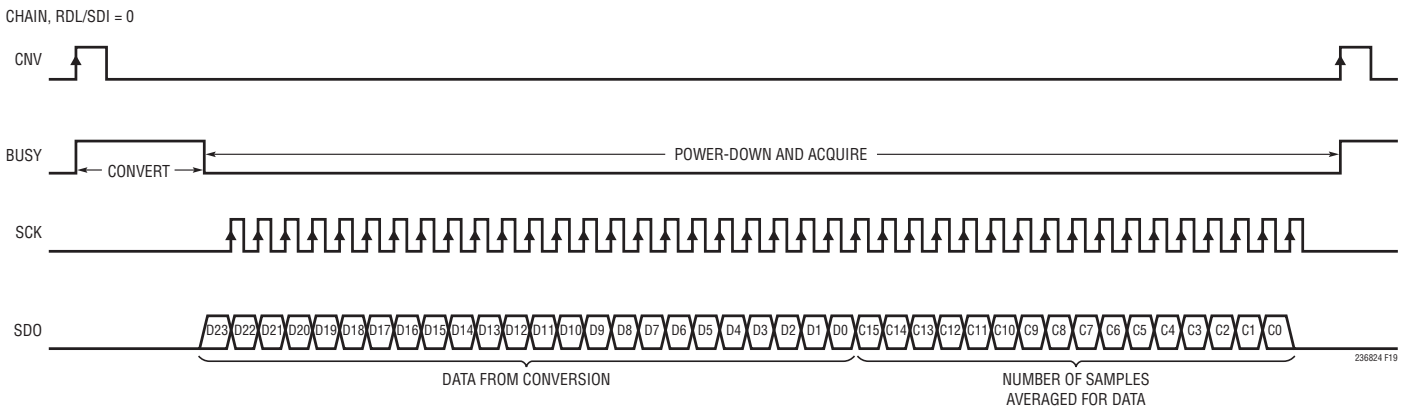 CHAIN, RDL/SDI = 0
CNV
BUSY
CONVERT
POWER-DOWN AND ACQUIRE
SCK
SDO
D23 D22 D21 D20 D19 D18 D17 D16 D15 D14 D13 D12 D11 D10 D9 D8 D7 D6 D5 D4 D3 D2 D1 D0 C15 C14 C13 C12 C11 C10 C9 C8 C7 C6 C5 C4 C3 C2 C1 C0
236824 F19
DATA FROM CONVERSION
NUMBER OF SAMPLES
AVERAGED FOR DATA